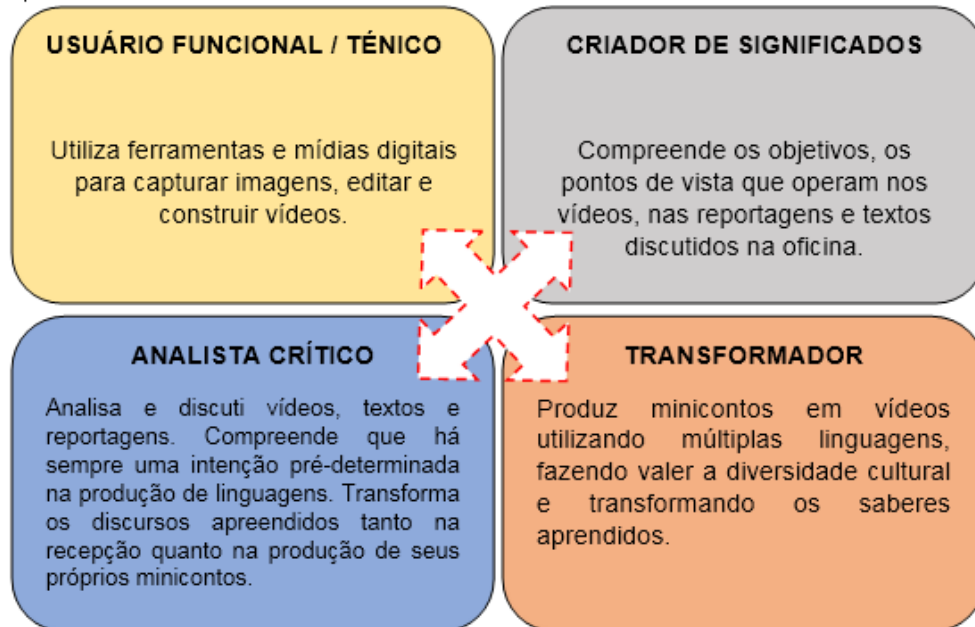 USUÁRIO FUNCIONAL / TÉNICO
Utiliza ferramentas e mídias digitais
para capturar imagens, editar e
construir vídeos.
CRIADOR DE SIGNIFICADOS
Compreende os objetivos, os
pontos de vista que operam nos
vídeos, nas reportagens e textos
discutidos na oficina.
ANALISTA CRÍTICO
Analisa e discuti vídeos, textos e
reportagens. Compreende que há
sempre uma intenção pré-determinada
na produção de linguagens. Transforma
os discursos apreendidos tanto na
recepção quanto na produção de seus
próprios minicontos.
TRANSFORMADOR
Produz minicontos em vídeos
utilizando múltiplas linguagens,
fazendo valer a diversidade cultural
e transformando os saberes
aprendidos.